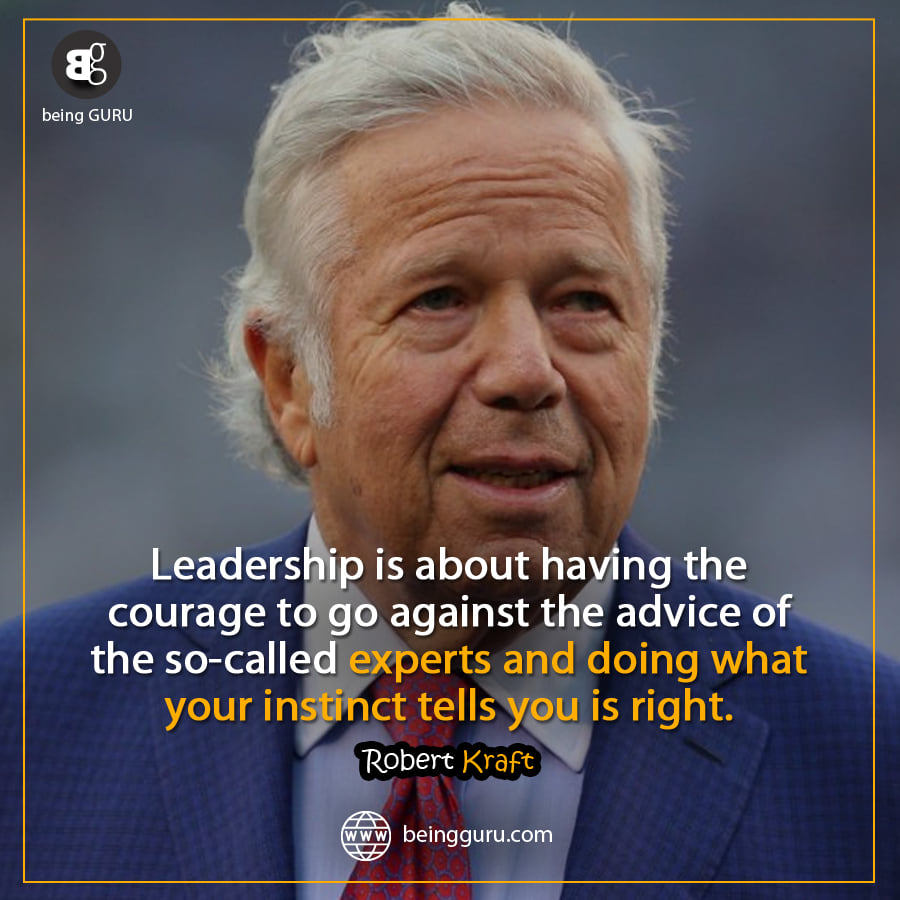 Bg
being GURU
Leadership is about having the
courage to go against the advice of
the so-called experts and doing what
your instinct tells you is right.
Robert Kraft
www beingguru.com